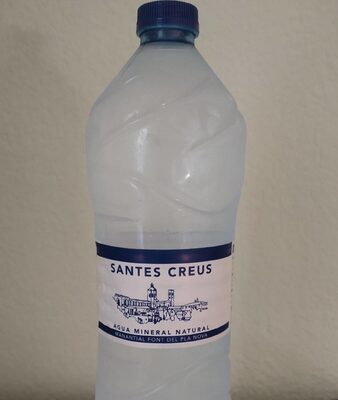 SANTES CREUS
AGUA MINERAL NATURAL
MANANTIAL FONT DEL PLA NOVA